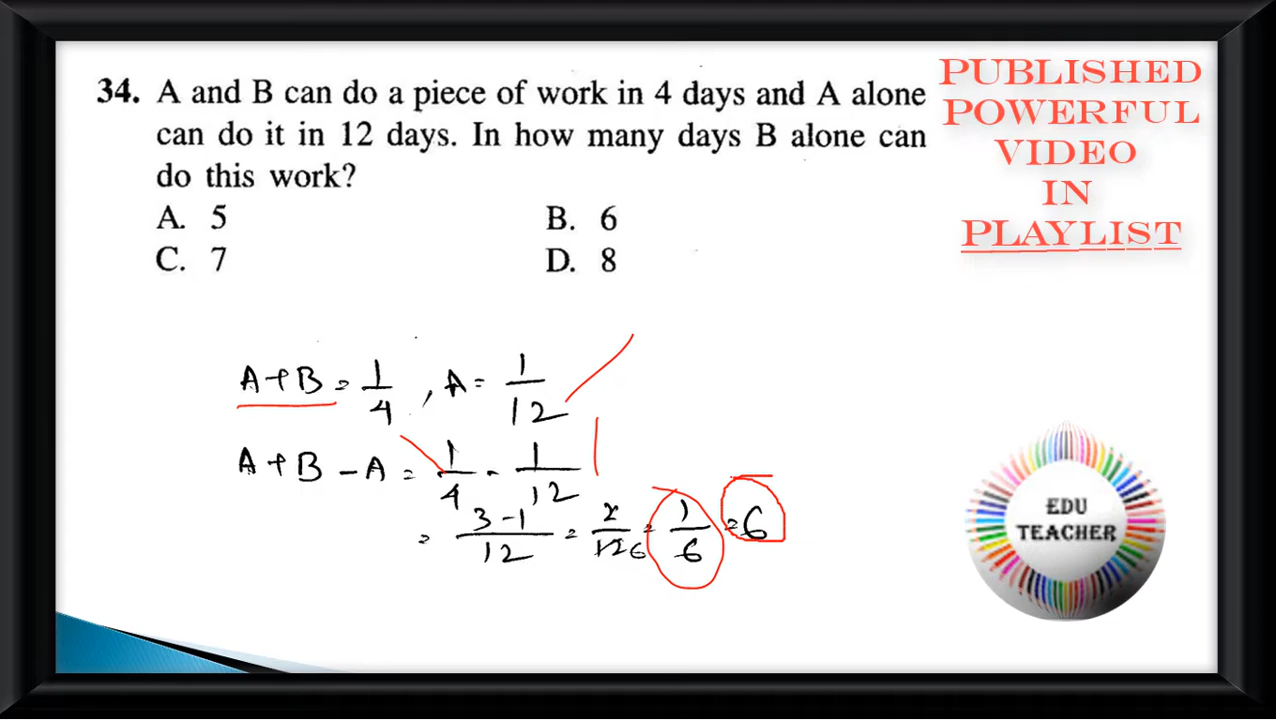 34. A and B can do a piece of work in 4 days and A alone
can do it in 12 days. In how many days B alone can
do this work?
A. 5 B. 6
C. 7 D. 8
PUBLISHED
POWERFUL
VIDEO
IN
PLAYLIST
A+B = 1/4 , A = 1/12
A+B-A = 1/4 - 1/12
= 3-1/12 = 2/12 6 = 1/6 = 6
EDU
TEACHER